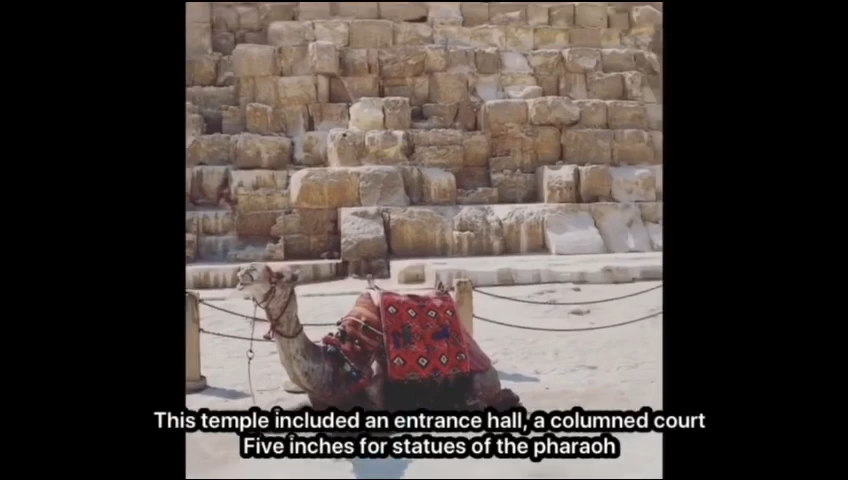 This temple included an entrance hall, a columned court
Five inches for statues of the pharaoh